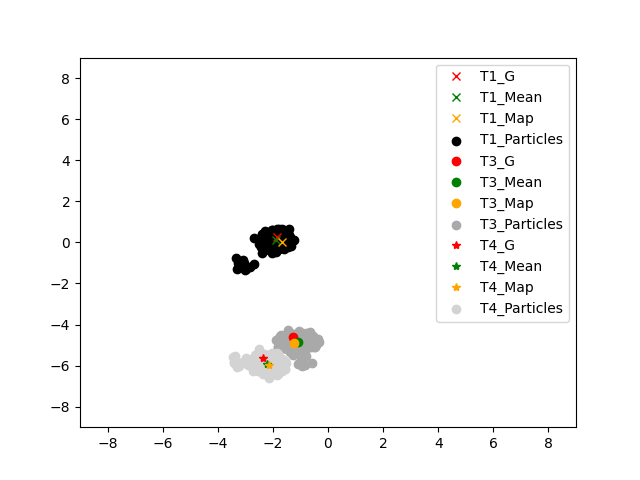 8
6
4
2
0
−2
−4
−6
−8
−8 −6 −4 −2 0 2 4 6 8
T1_G
T1_Mean
T1_Map
T1_Particles
T3_G
T3_Mean
T3_Map
T3_Particles
T4_G
T4_Mean
T4_Map
T4_Particles